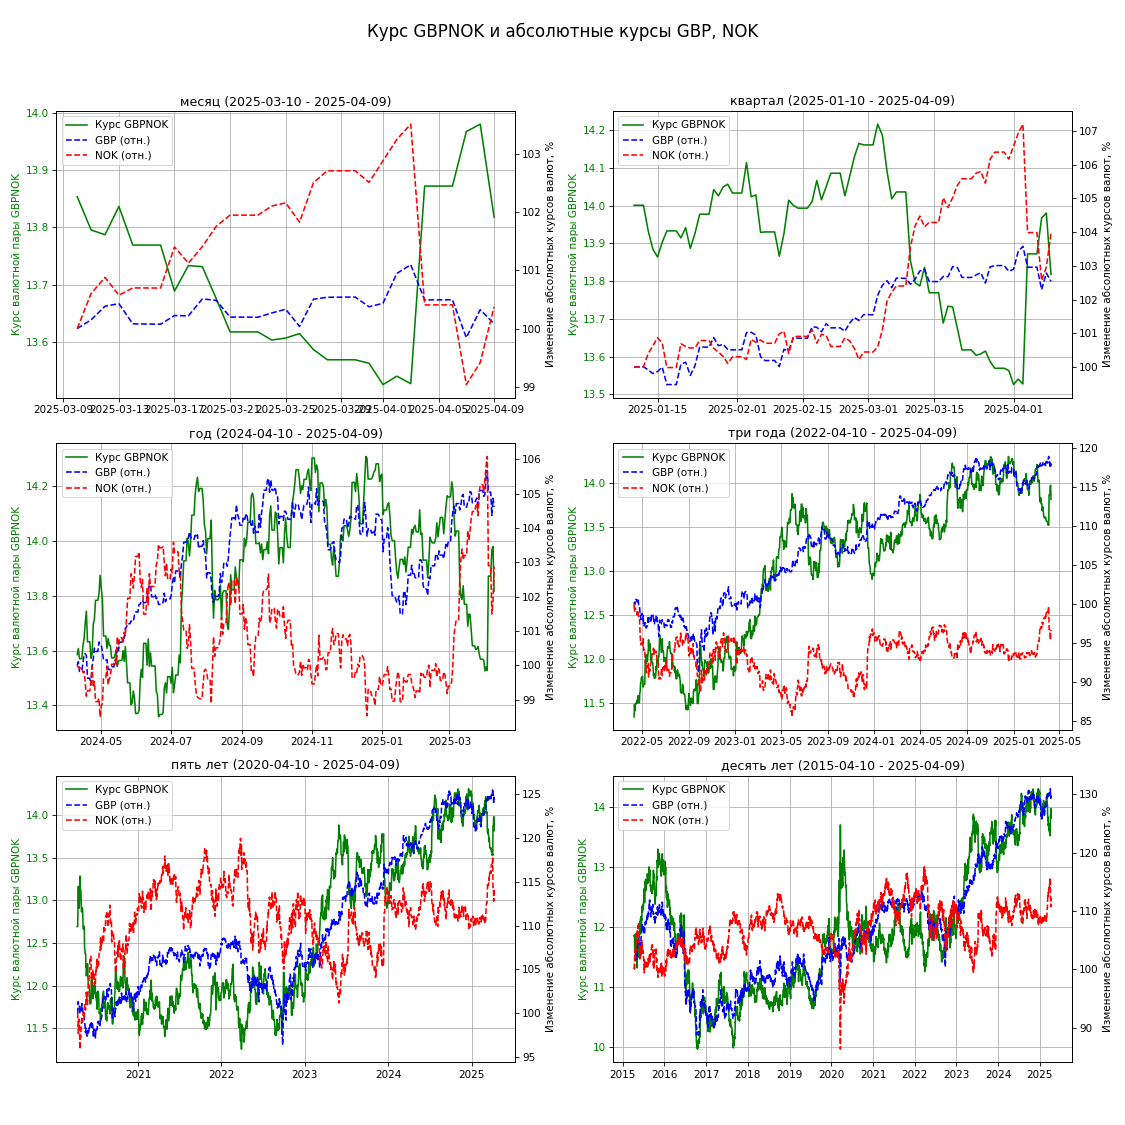 Курс GBPNOK и абсолютные курсы GBP, NOK
месяц (2025-03-10 - 2025-04-09)
Курс GBPNOK
GBP (отн.)
NOK (отн.)
Курс валютной пары GBPNOK
Изменение абсолютных курсов валют, %
14.0
13.9
13.8
13.7
13.6
103
102
101
100
99
2025-03-09 2025-03-13 2025-03-17 2025-03-21 2025-03-25 2025-03-29 2025-04-01 2025-04-05 2025-04-09
квартал (2025-01-10 - 2025-04-09)
Курс GBPNOK
GBP (отн.)
NOK (отн.)
Курс валютной пары GBPNOK
Изменение абсолютных курсов валют, %
14.2
14.1
14.0
13.9
13.8
13.7
13.6
13.5
107
106
105
104
103
102
101
100
2025-01-15 2025-02-01 2025-02-15 2025-03-01 2025-03-15 2025-04-01
год (2024-04-10 - 2025-04-09)
Курс GBPNOK
GBP (отн.)
NOK (отн.)
Курс валютной пары GBPNOK
Изменение абсолютных курсов валют, %
14.2
14.0
13.8
13.6
13.4
106
105
104
103
102
101
100
99
2024-05 2024-07 2024-09 2024-11 2025-01 2025-03
три года (2022-04-10 - 2025-04-09)
Курс GBPNOK
GBP (отн.)
NOK (отн.)
Курс валютной пары GBPNOK
Изменение абсолютных курсов валют, %
14.0
13.5
13.0
12.5
12.0
11.5
120
115
110
105
100
95
90
85
2022-05 2022-09 2023-01 2023-05 2023-09 2024-01 2024-05 2024-09 2025-01 2025-05
пять лет (2020-04-10 - 2025-04-09)
Курс GBPNOK
GBP (отн.)
NOK (отн.)
Курс валютной пары GBPNOK
Изменение абсолютных курсов валют, %
14.0
13.5
13.0
12.5
12.0
11.5
125
120
115
110
105
100
95
2021 2022 2023 2024 2025
десять лет (2015-04-10 - 2025-04-09)
Курс GBPNOK
GBP (отн.)
NOK (отн.)
Курс валютной пары GBPNOK
Изменение абсолютных курсов валют, %
14
13
12
11
10
130
120
110
100
90
2015 2016 2017 2018 2019 2020 2021 2022 2023 2024 2025